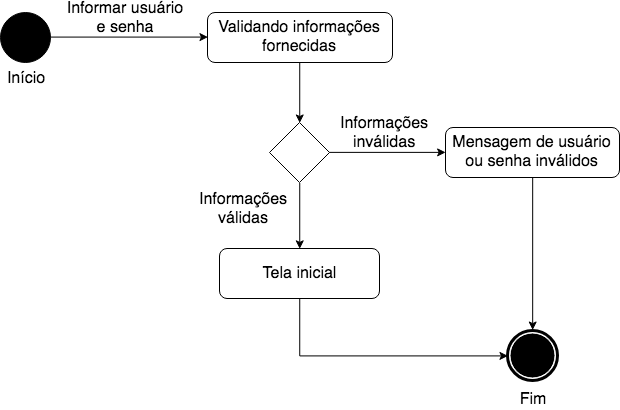 Informar usuário
e senha
Validando informações
fornecidas
Início
Informações
inválidas
Mensagem de usuário
ou senha inválidos
Informações
válidas
Tela inicial
Fim